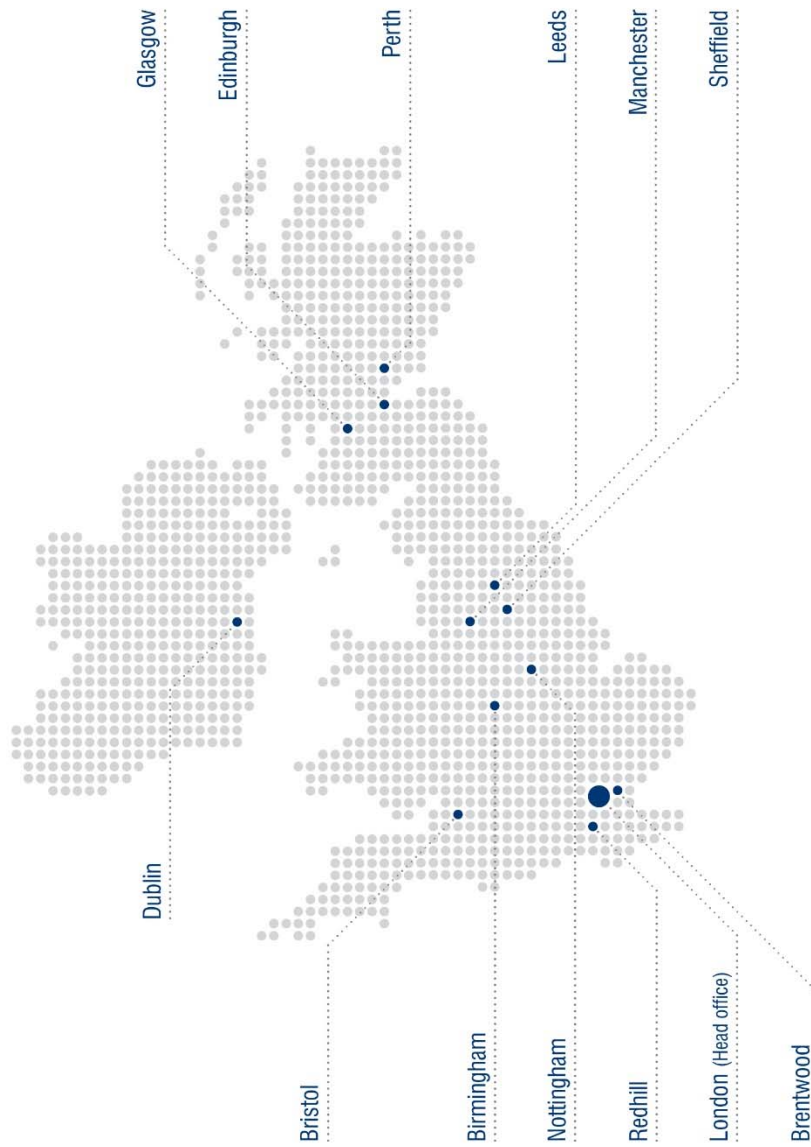 Glasgow
Edinburgh
Perth
Leeds
Manchester
Sheffield
Dublin
Bristol
Birmingham
Nottingham
Redhill
London (Head office)
Brentwood